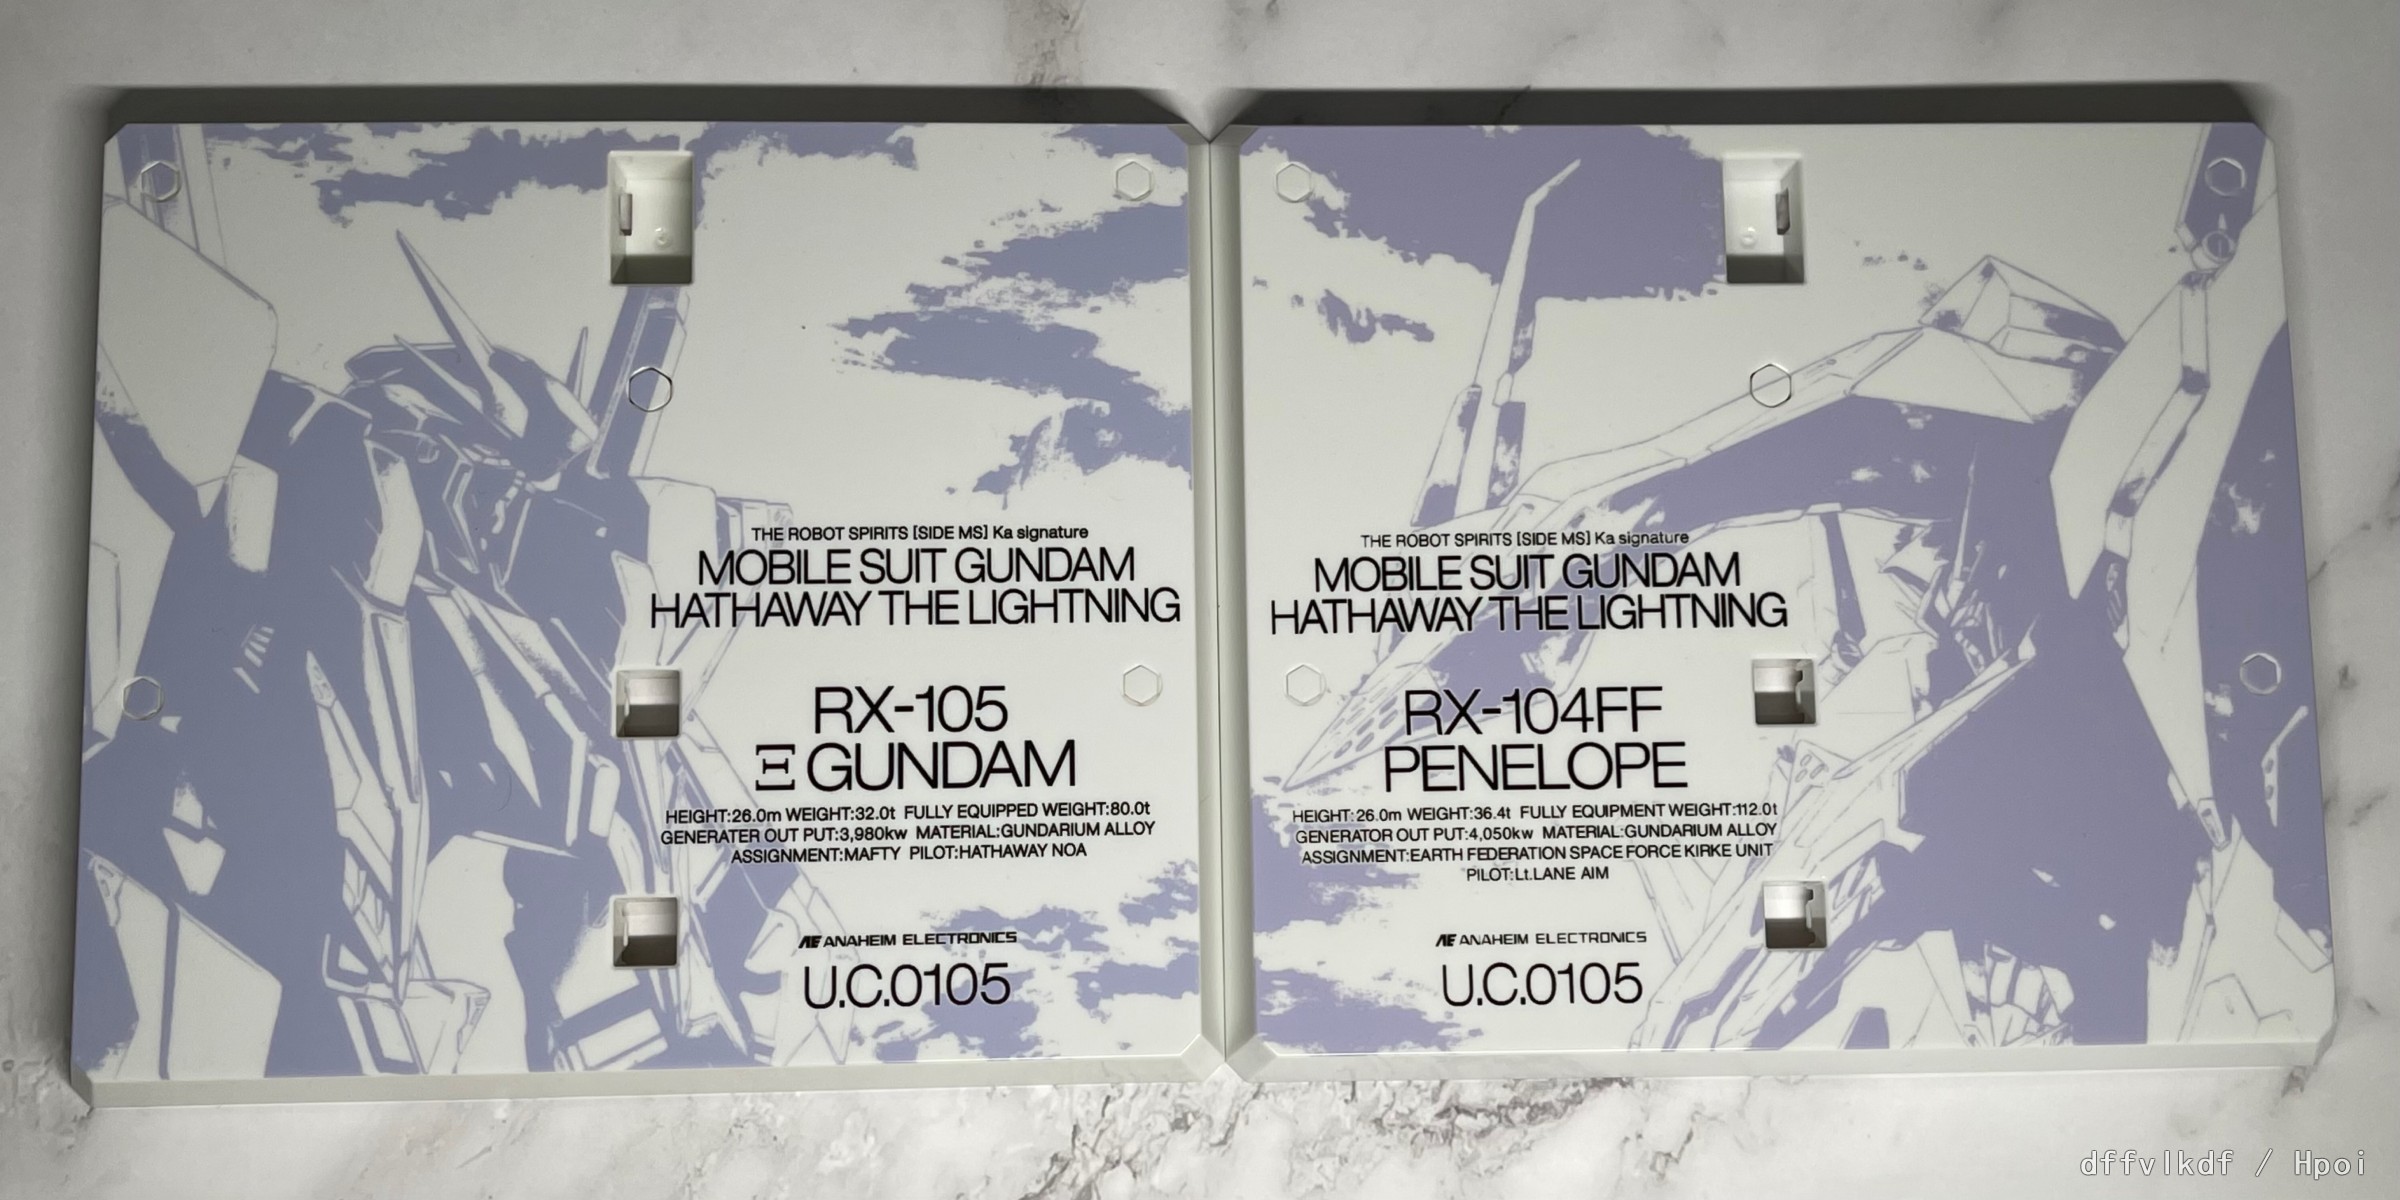 THE ROBOT SPIRITS [SIDE MS] Ka signature
MOBILE SUIT GUNDAM
HATHAWAY THE LIGHTNING
RX-105
Ξ GUNDAM
HEIGHT:26.0m WEIGHT:32.0t FULLY EQUIPPED WEIGHT:80.0t
GENERATER OUT PUT:3,980kw MATERIAL:GUNDARIUM ALLOY
ASSIGNMENT:MAFTY PILOT:HATHAWAY NOA
AE ANAHEIM ELECTRONICS
U.C.0105
THE ROBOT SPIRITS [SIDE MS] Ka signature
MOBILE SUIT GUNDAM
HATHAWAY THE LIGHTNING
RX-104FF
PENELOPE
HEIGHT:26.0m WEIGHT:36.4t FULLY EQUIPMENT WEIGHT:112.0t
GENERATOR OUT PUT:4,050kw MATERIAL:GUNDARIUM ALLOY
ASSIGNMENT:EARTH FEDERATION SPACE FORCE KIRKE UNIT
PILOT:Lt.LANE AIM
AE ANAHEIM ELECTRONICS
U.C.0105
dffvlkdf / Hpoi